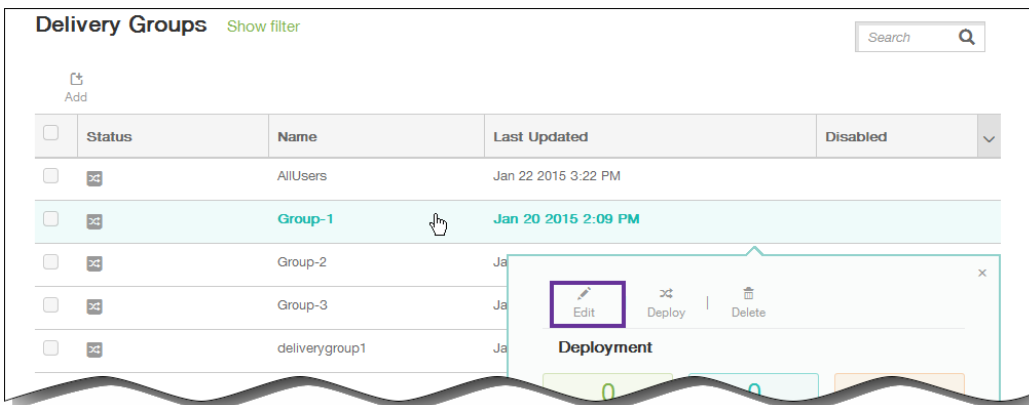 Delivery Groups Show filter
Search
Add
Status Name Last Updated Disabled
AllUsers Jan 22 2015 3:22 PM
Group-1 Jan 20 2015 2:09 PM
Group-2 Ja
×
Edit Deploy Delete
Group-3 Ja
deliverygroup1 Ja
Deployment
0 0